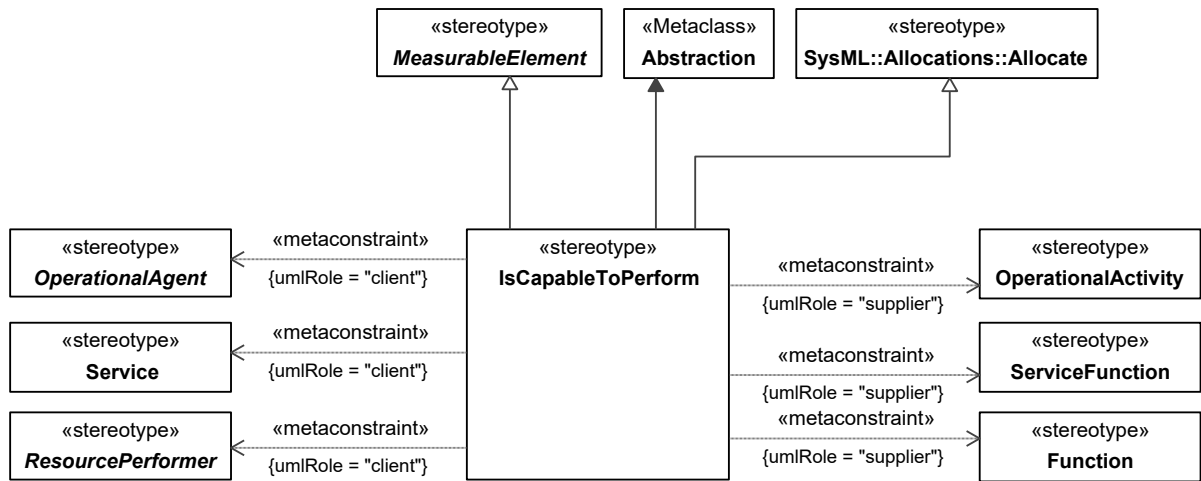 «stereotype»
MeasurableElement
«Metaclass»
Abstraction
«stereotype»
SysML::Allocations::Allocate
«stereotype»
OperationalAgent
«metaconstraint»
{umlRole = "client"}
«stereotype»
Service
«metaconstraint»
{umlRole = "client"}
«stereotype»
ResourcePerformer
«metaconstraint»
{umlRole = "client"}
«stereotype»
IsCapableToPerform
«metaconstraint»
{umlRole = "supplier"}
«stereotype»
OperationalActivity
«metaconstraint»
{umlRole = "supplier"}
«stereotype»
ServiceFunction
«metaconstraint»
{umlRole = "supplier"}
«stereotype»
Function